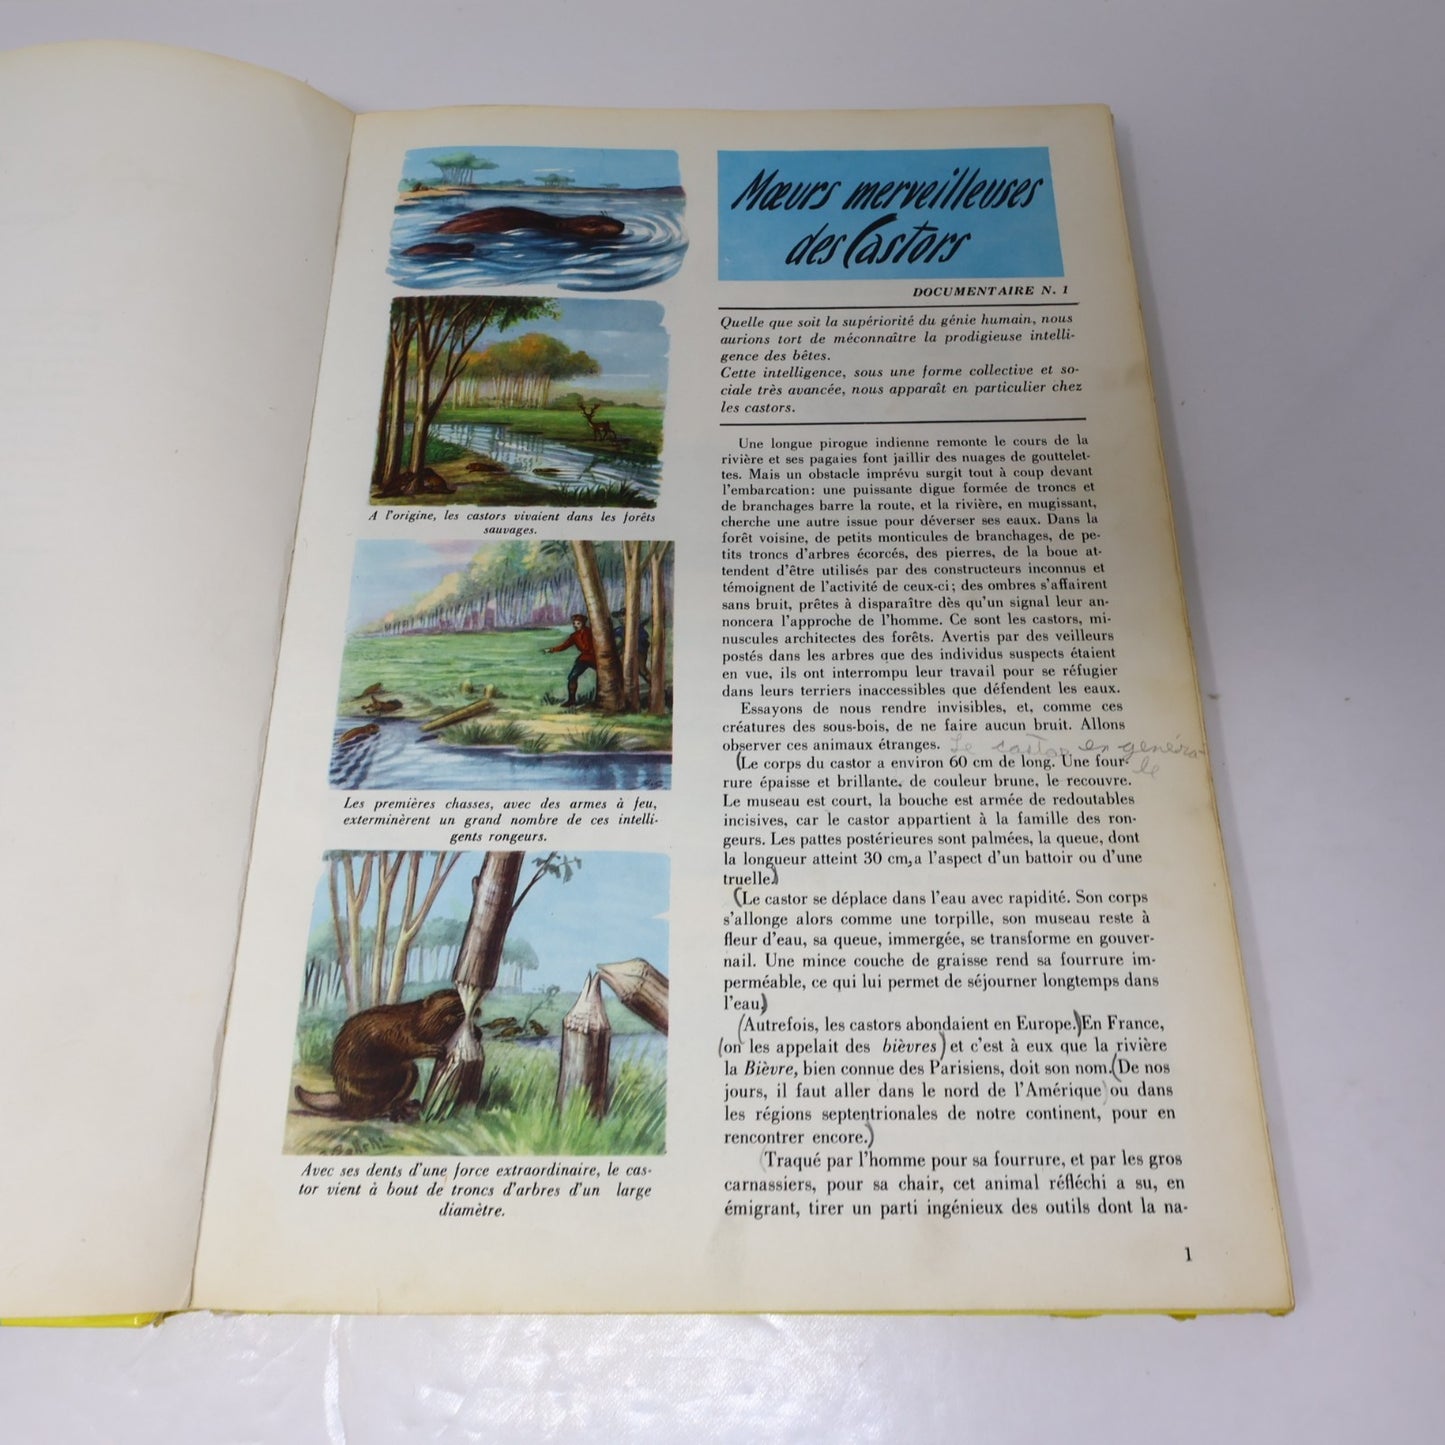 A l'origine, les castors vivaient dans les forêts
sauvages.
Les premières chasses, avec des armes à feu,
exterminèrent un grand nombre de ces intelli-
gents rongeurs.
Avec ses dents d'une force extraordinaire, le cas-
tor vient à bout de troncs d'arbres d'un large
diamètre.
Mœurs merveilleuses
des Castors
DOCUMENTAIRE N. 1
Quelle que soit la supériorité du génie humain, nous
aurions tort de méconnaître la prodigieuse intelli-
gence des bêtes.
Cette intelligence, sous une forme collective et so-
ciale très avancée, nous apparaît en particulier chez
les castors.
Une longue pirogue indienne remonte le cours de la
rivière et ses pagaies font jaillir des nuages de gouttelet-
tes. Mais un obstacle imprévu surgit tout à coup devant
l'embarcation: une puissante digue formée de troncs et
de branchages barre la route, et la rivière, en mugissant,
cherche une autre issue pour déverser ses eaux. Dans la
forêt voisine, de petits monticules de branchages, de pe-
tits troncs d'arbres écorcés, des pierres, de la boue at-
tendent d'être utilisés par des constructeurs inconnus et
témoignent de l'activité de ceux-ci; des ombres s'affairent
sans bruit, prêtes à disparaître dès qu'un signal leur an-
noncera l'approche de l'homme. Ce sont les castors, mi-
nuscules architectes des forêts. Avertis par des veilleurs
postés dans les arbres que des individus suspects étaient
en vue, ils ont interrompu leur travail pour se réfugier
dans leurs terriers inaccessibles que défendent les eaux.
Essayons de nous rendre invisibles, et, comme ces
créatures des sous-bois, de ne faire aucun bruit. Allons
observer ces animaux étranges. Le castor en généra-
le
(Le corps du castor a environ 60 cm de long. Une four-
rure épaisse et brillante, de couleur brune, le recouvre.
Le museau est court, la bouche est armée de redoutables
incisives, car le castor appartient à la famille des ron-
geurs. Les pattes postérieures sont palmées, la queue, dont
la longueur atteint 30 cm, a l'aspect d'un battoir ou d'une
truelle.)
(Le castor se déplace dans l'eau avec rapidité. Son corps
s'allonge alors comme une torpille, son museau reste à
fleur d'eau, sa queue, immergée, se transforme en gouver-
nail. Une mince couche de graisse rend sa fourrure im-
perméable, ce qui lui permet de séjourner longtemps dans
l'eau.)
(Autrefois, les castors abondaient en Europe.) En France,
(on les appelait des bièvres) et c'est à eux que la rivière
la Bièvre, bien connue des Parisiens, doit son nom. (De nos
jours, il faut aller dans le nord de l'Amérique) ou dans
les régions septentrionales de notre continent, pour en
rencontrer encore.)
(Traqué par l'homme pour sa fourrure, et par les gros
carnassiers, pour sa chair, cet animal réfléchi a su, en
émigrant, tirer un parti ingénieux des outils dont la na-
1